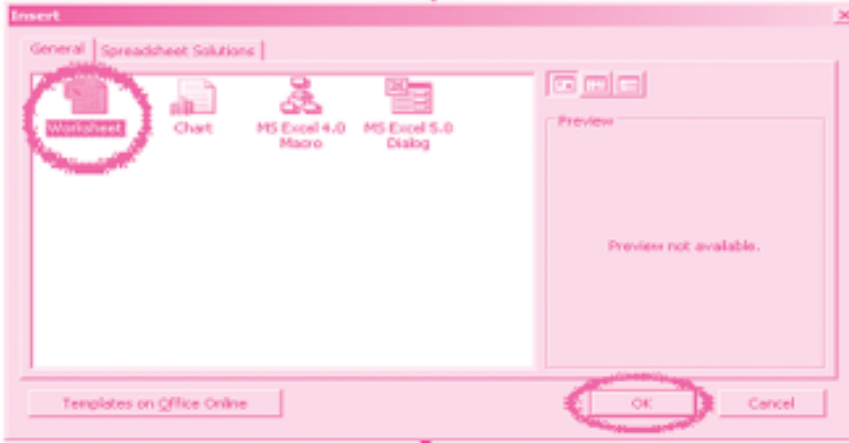 Insert
General Spreadsheet Solutions
Worksheet Chart MS Excel 4.0 Macro MS Excel 5.0 Dialog
Preview
Preview not available.
Templates on Office Online OK Cancel